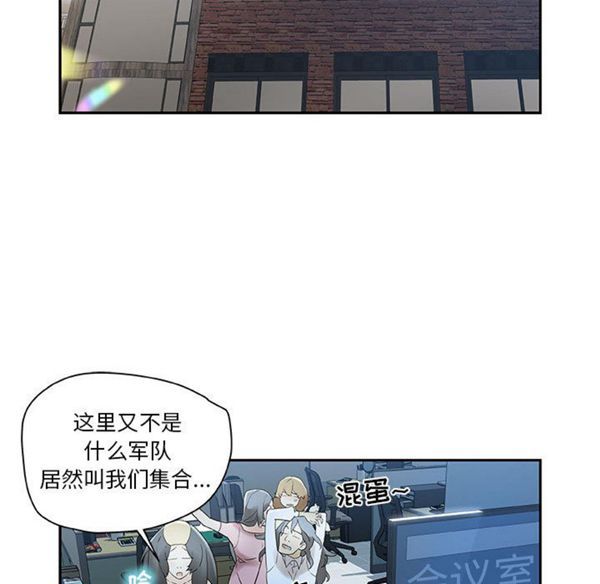 这里又不是
什么军队
居然叫我们集合...
混蛋~
哈
会议室